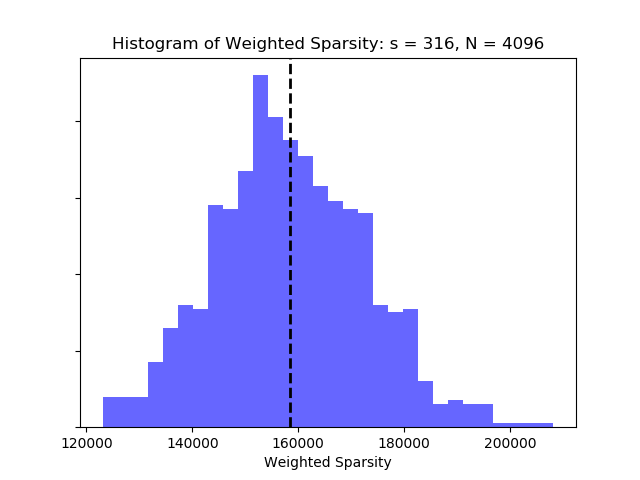 Histogram of Weighted Sparsity: s = 316, N = 4096
120000 140000 160000 180000 200000
Weighted Sparsity